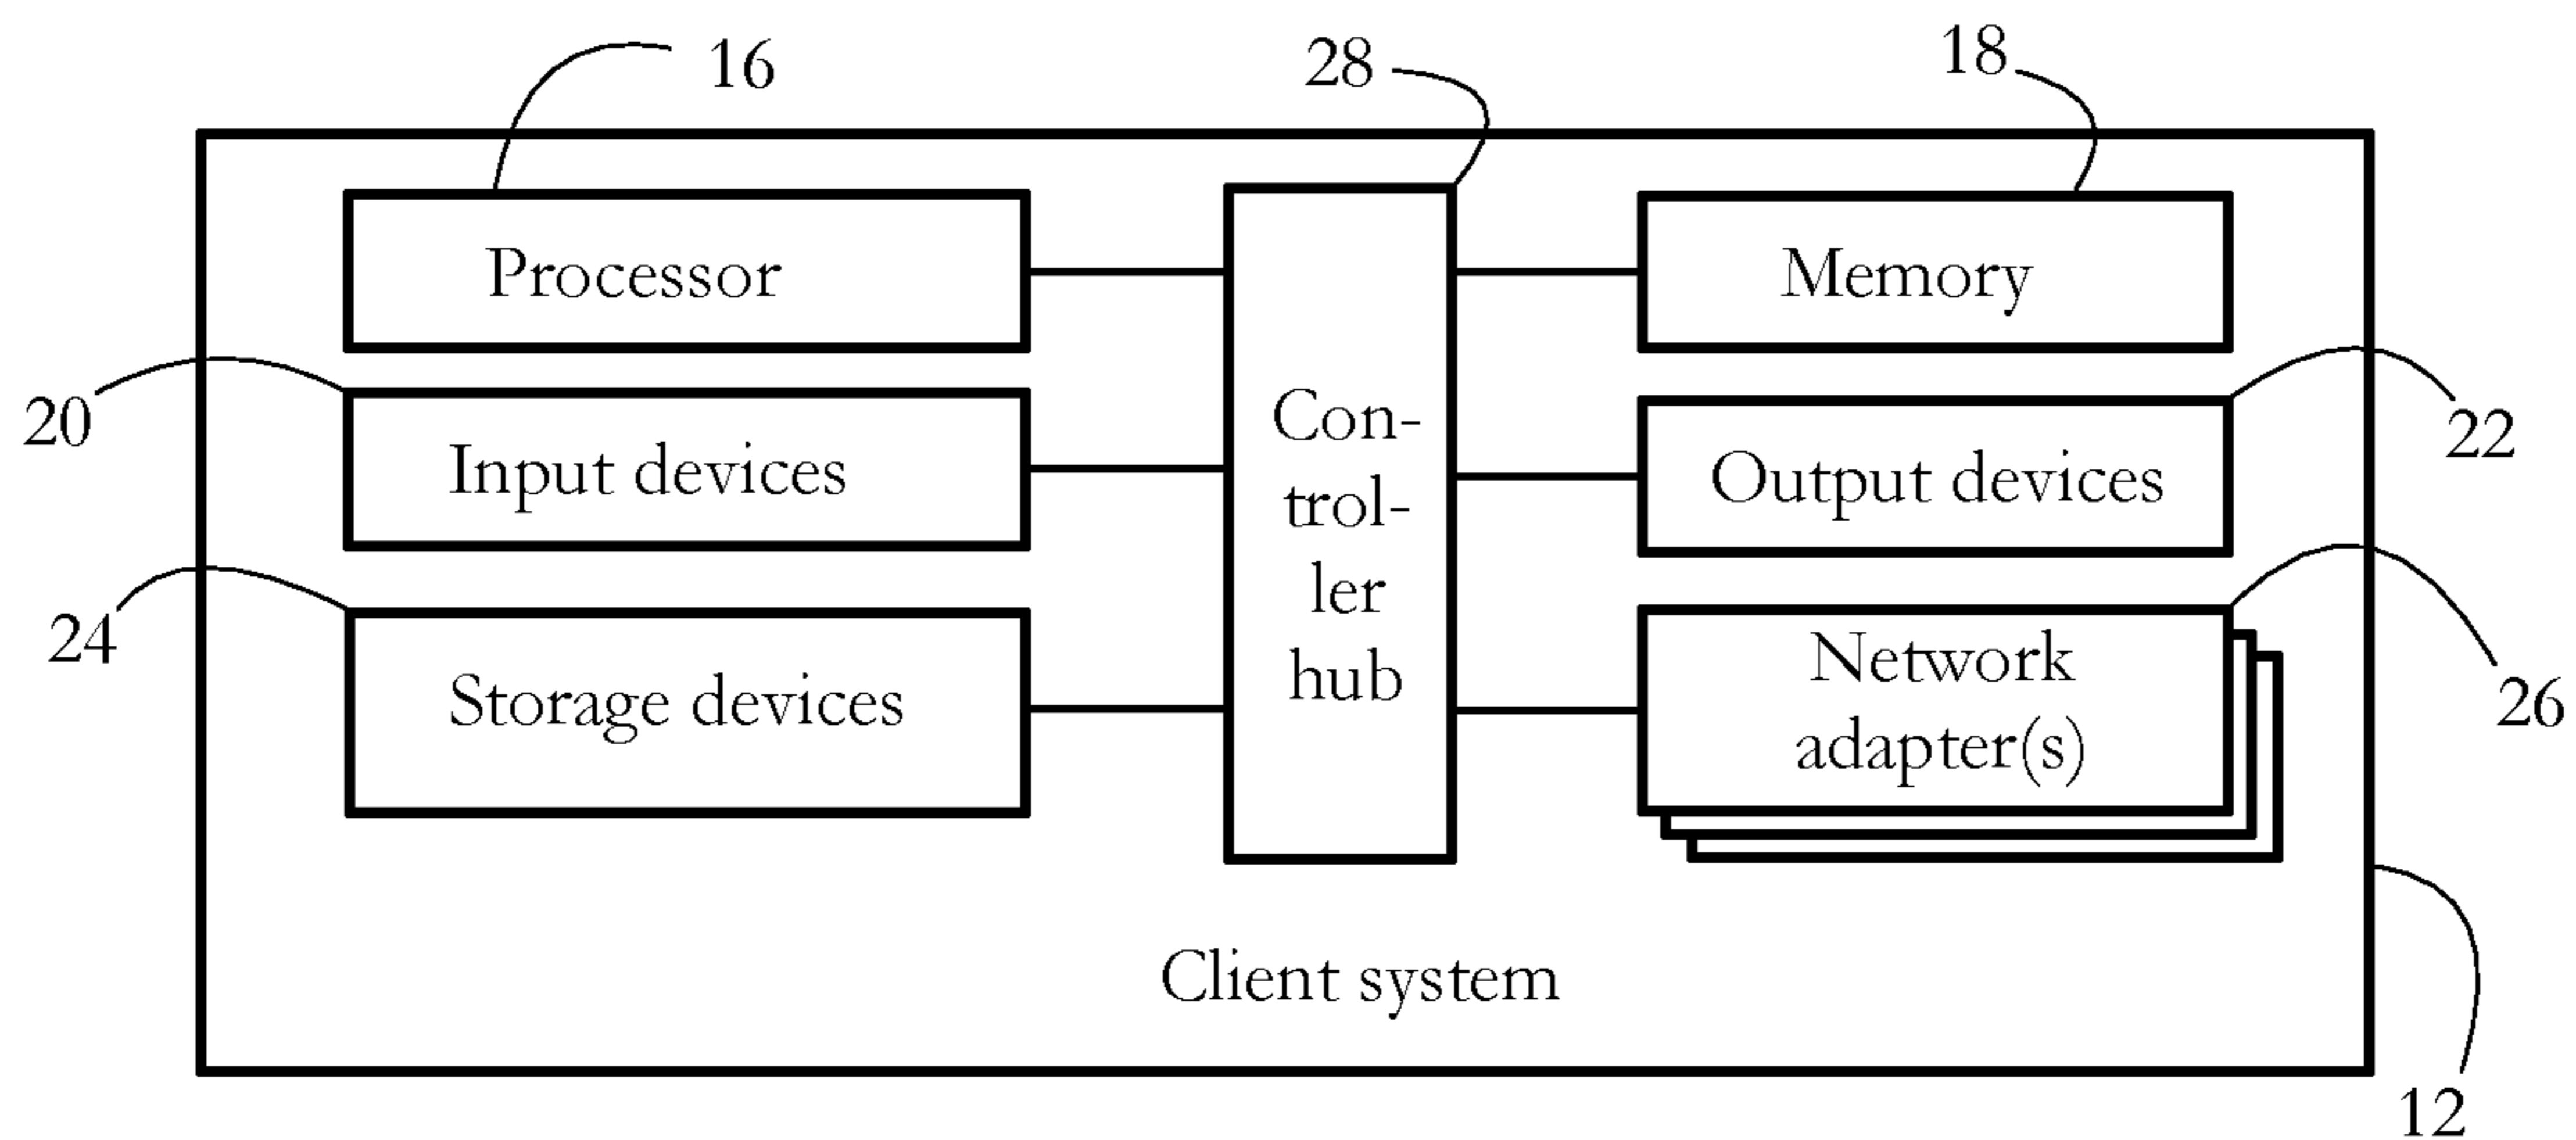 16
28
18
Processor
Memory
20
Input devices
Con-
trol-
ler
hub
Output devices
22
24
Storage devices
Network
adapter(s)
26
Client system
12